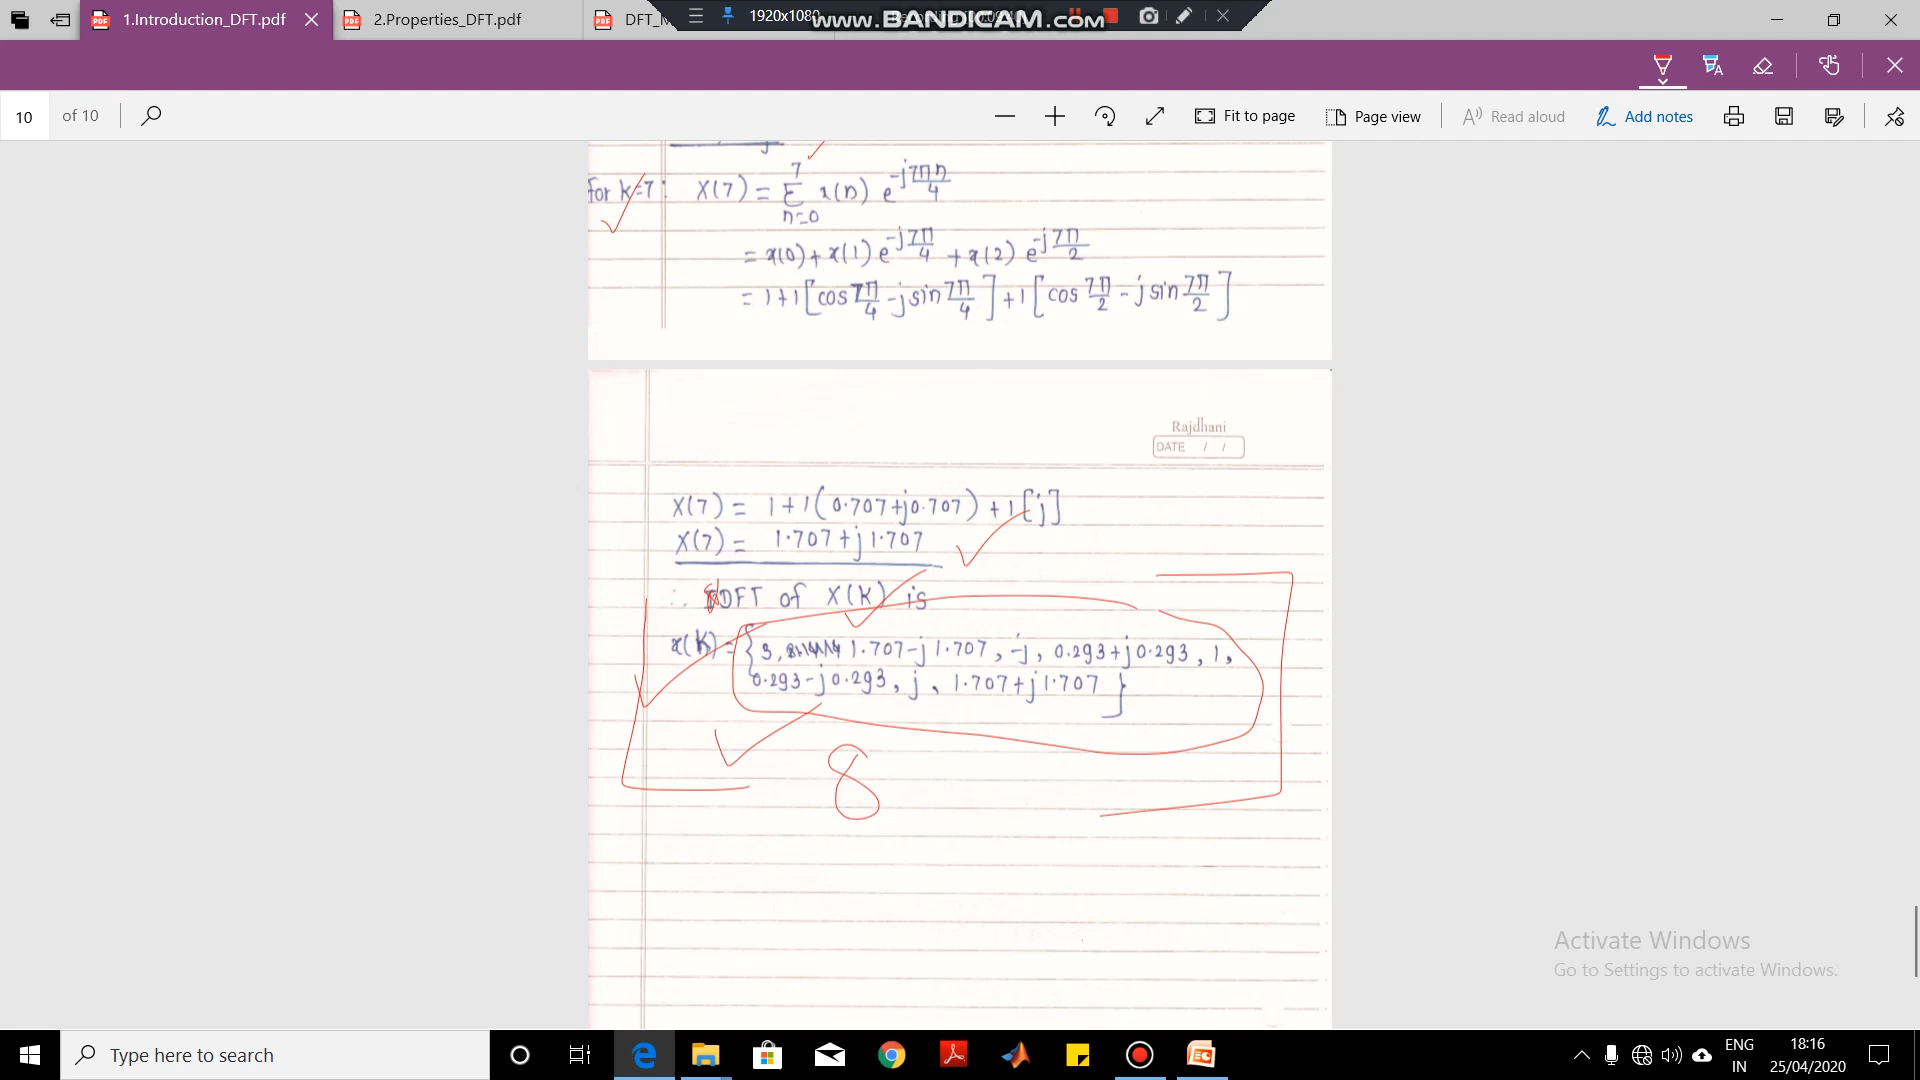 1.Introduction_DFT.pdf
2.Properties_DFT.pdf
DFT_M
1920x1080
www.BANDICAM.com
10 of 10
Fit to page
Page view
Read aloud
Add notes
For k=7: X(7) = Σ_{n=0}^{7} x(n) e^{-j7πn/4}
= x(0) + x(1) e^{-j7π/4} + x(2) e^{-j7π/2}
= 1+1[cos 7π/4 - j sin 7π/4] + 1[cos 7π/2 - j sin 7π/2]
Rajdhani
DATE / /
X(7) = 1+1(0.707+j0.707) + 1[j]
X(7) = 1.707+j1.707
∴ DFT of X(K) is
x(K) = {3, 1.707-j1.707, -j, 0.293+j0.293, 1,
0.293-j0.293, j, 1.707+j1.707}
8
Activate Windows
Go to Settings to activate Windows.
Type here to search
ENG
IN
18:16
25/04/2020